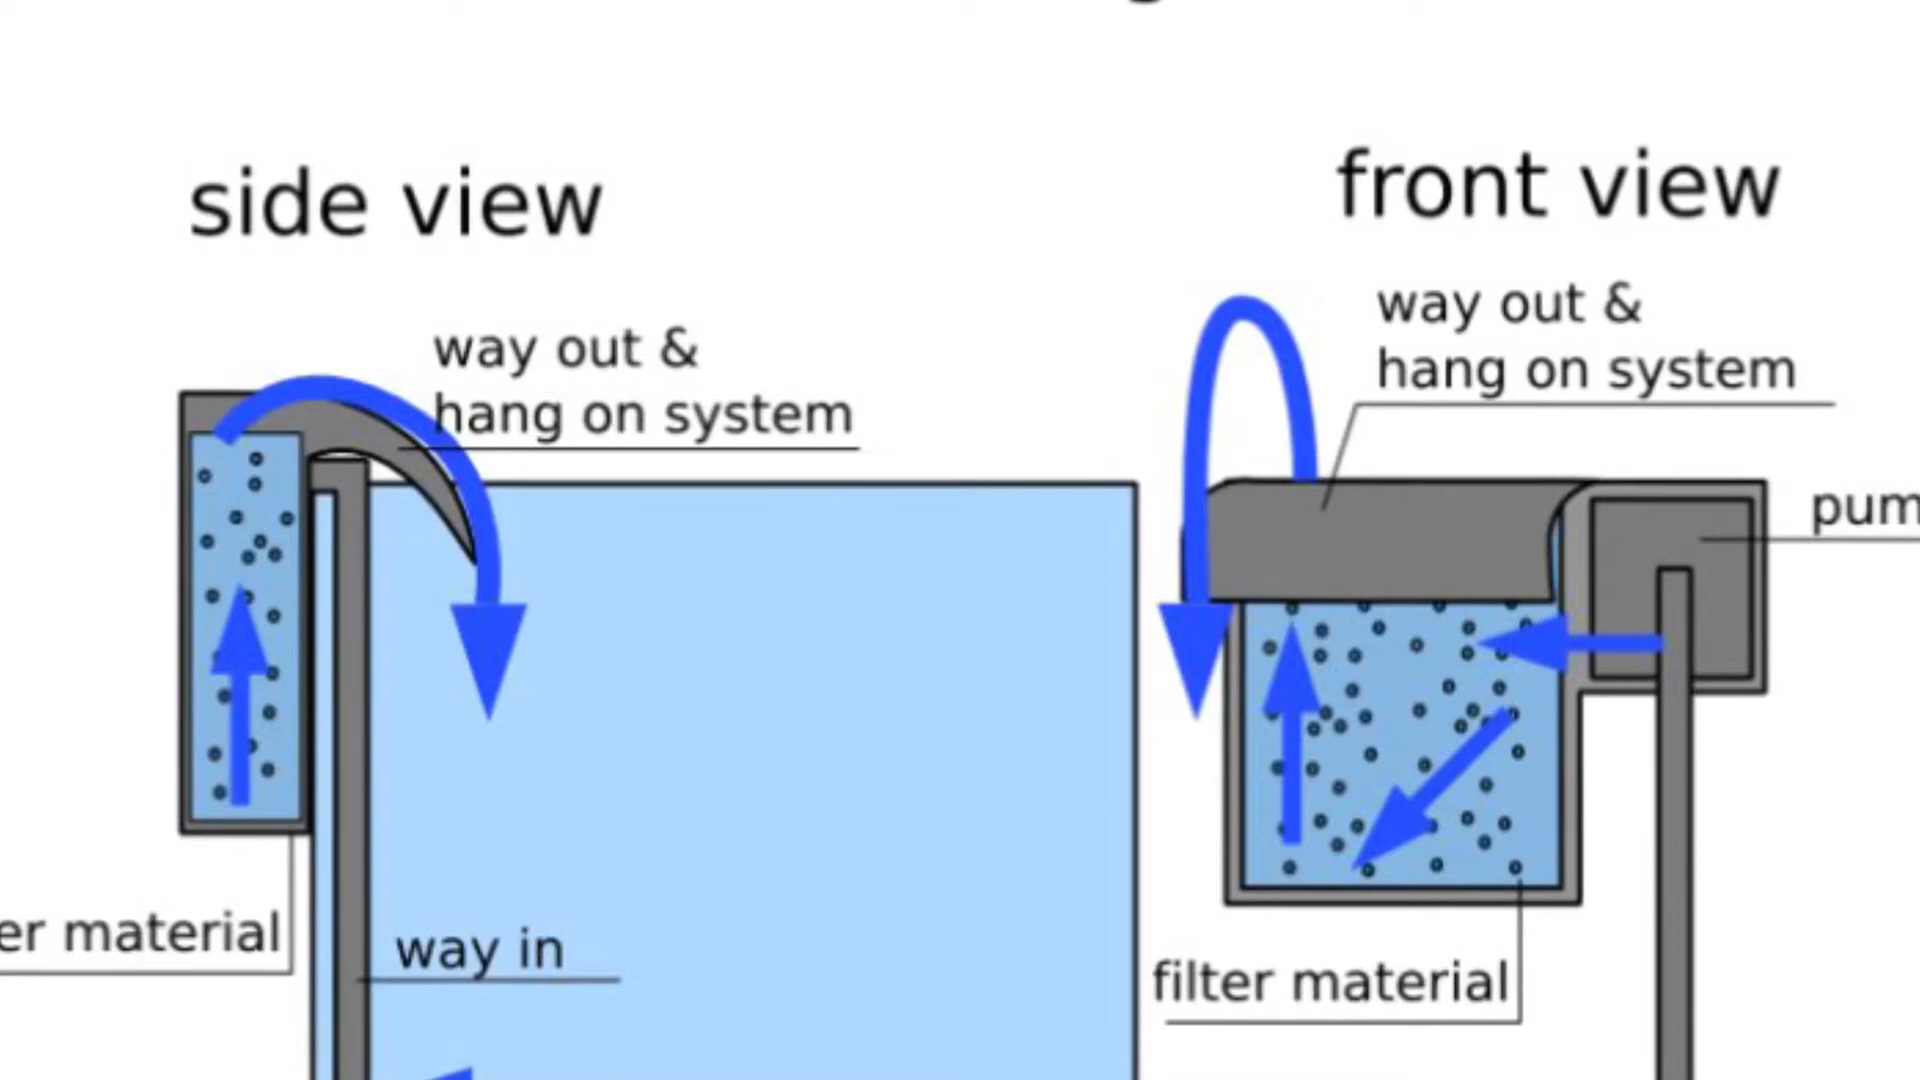 side view
front view
way out &
hang on system
way out &
hang on system
pum
er material
way in
filter material